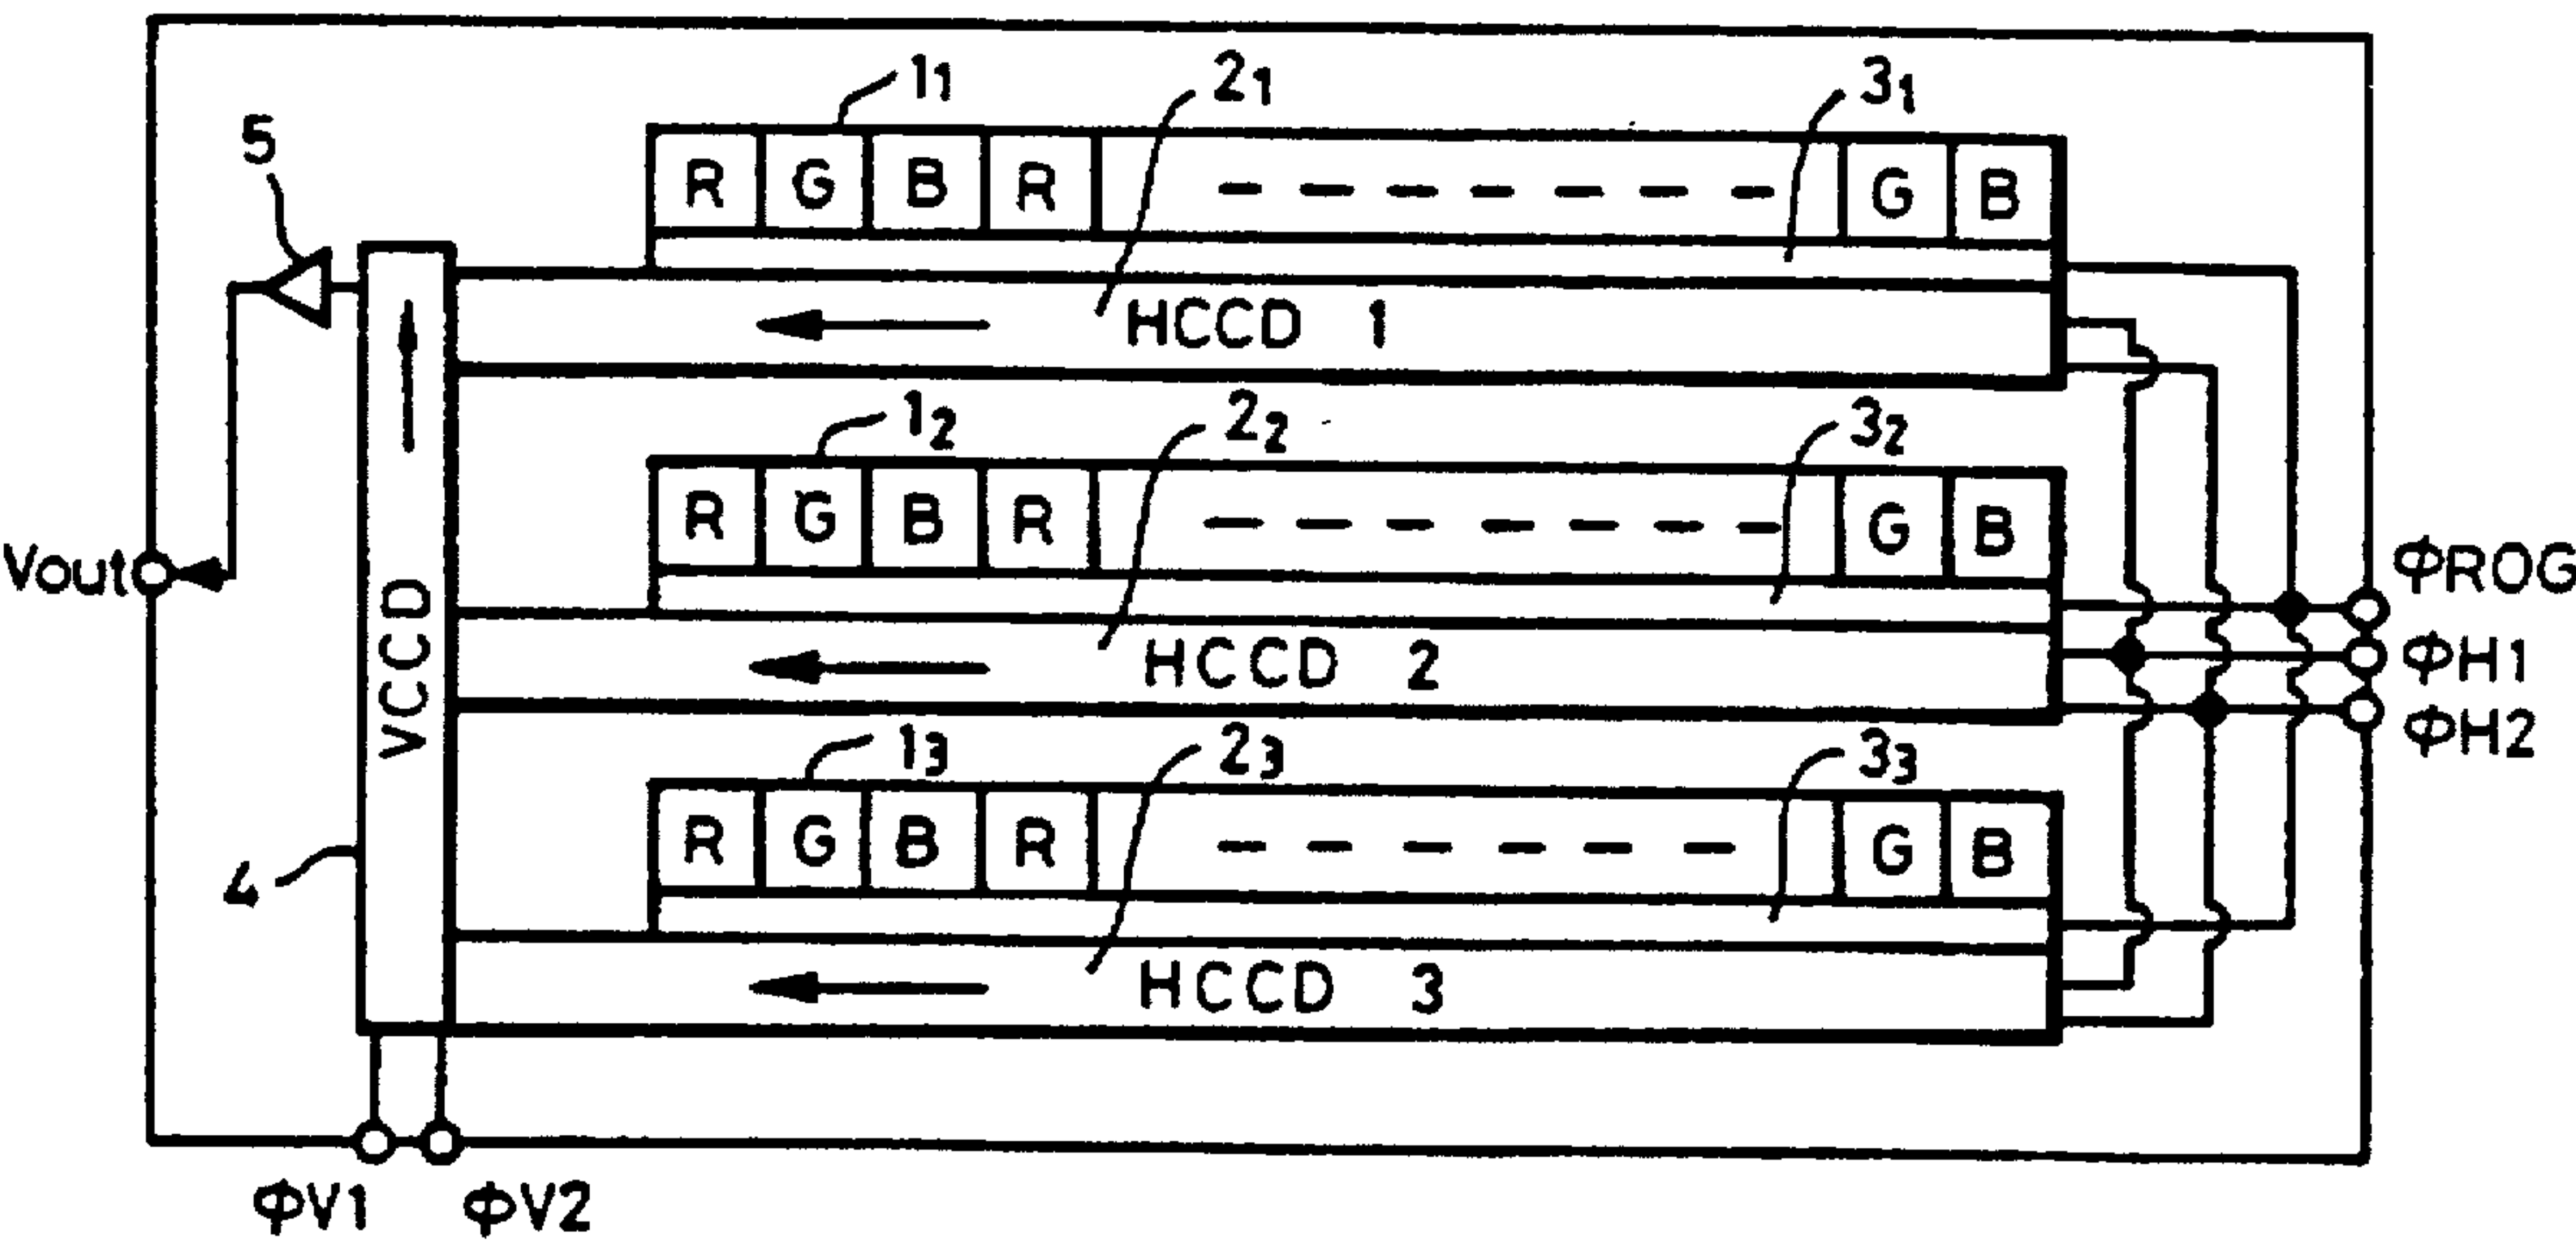 1₁ 2₁ 3₁
5
R G B R G B
HCCD 1
1₂ 2₂ 3₂
R G B R G B
Vout
VCCD
ΦROG
HCCD 2
ΦH1
ΦH2
1₃ 2₃ 3₃
R G B R G B
4
HCCD 3
ΦV1 ΦV2